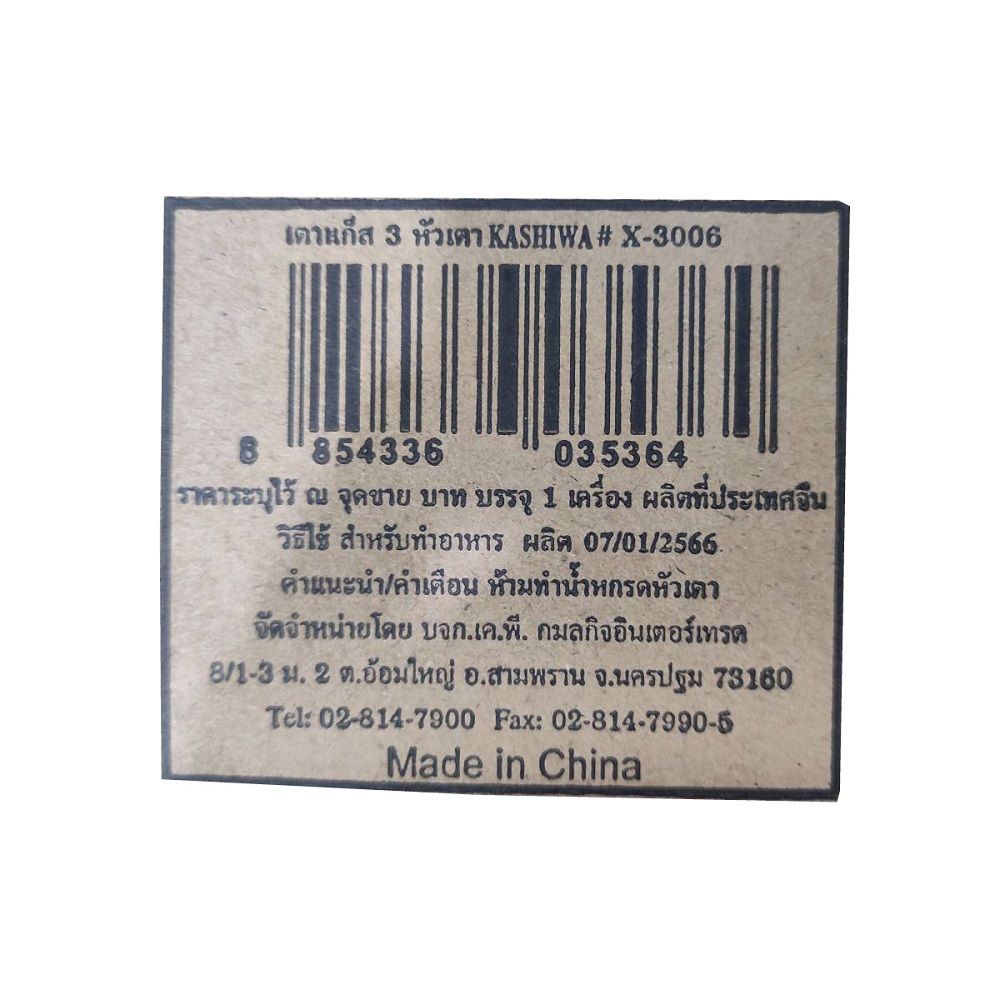 เตาแก็ส 3 หัวเตา KASHIWA # X-3006
8 854336 035364
ราคาระบุไว้ ณ จุดขาย บาท บรรจุ 1 เครื่อง ผลิตที่ประเทศจีน
วิธีใช้ สำหรับทำอาหาร ผลิต 07/01/2566
คำแนะนำ/คำเตือน ห้ามทำน้ำหกรดหัวเตา
จัดจำหน่ายโดย บจก.เค.พี. กมลกิจอินเตอร์เทรด
8/1-3 ม. 2 ต.อ้อมใหญ่ อ.สามพราน จ.นครปฐม 73160
Tel: 02-814-7900 Fax: 02-814-7990-5
Made in China